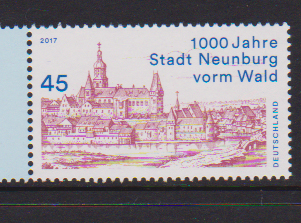 2017
1000 Jahre
Stadt Neunburg
vorm Wald
45
DEUTSCHLAND